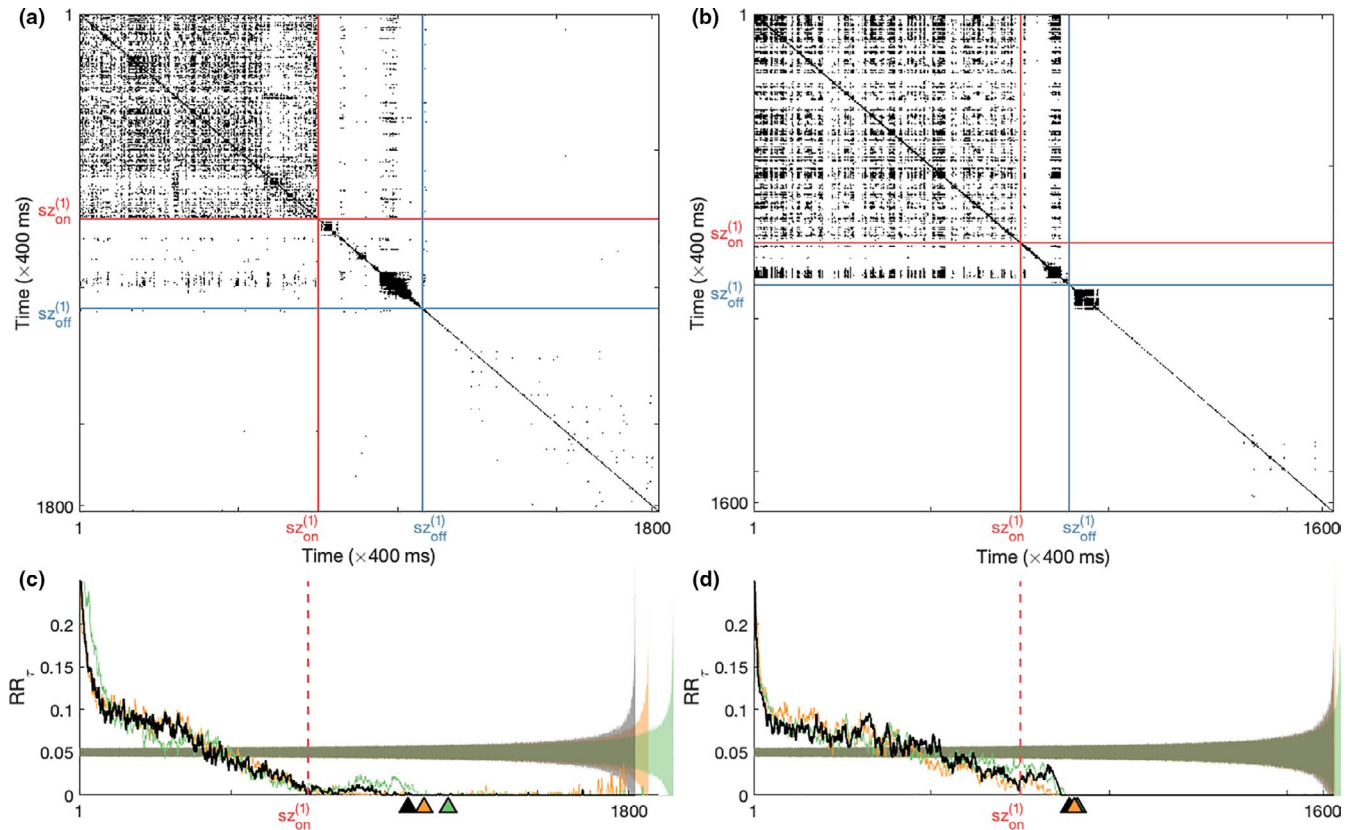 (a)
1
Time (×400 ms)
sz(1)on
sz(1)off
1800
1
sz(1)on
sz(1)off
1800
Time (×400 ms)
(b)
1
Time (×400 ms)
sz(1)on
sz(1)off
1600
1
sz(1)on
sz(1)off
1600
Time (×400 ms)
(c)
RRτ
0.2
0.15
0.1
0.05
0
1
sz(1)on
1800
(d)
RRτ
0.2
0.15
0.1
0.05
0
1
sz(1)on
1600